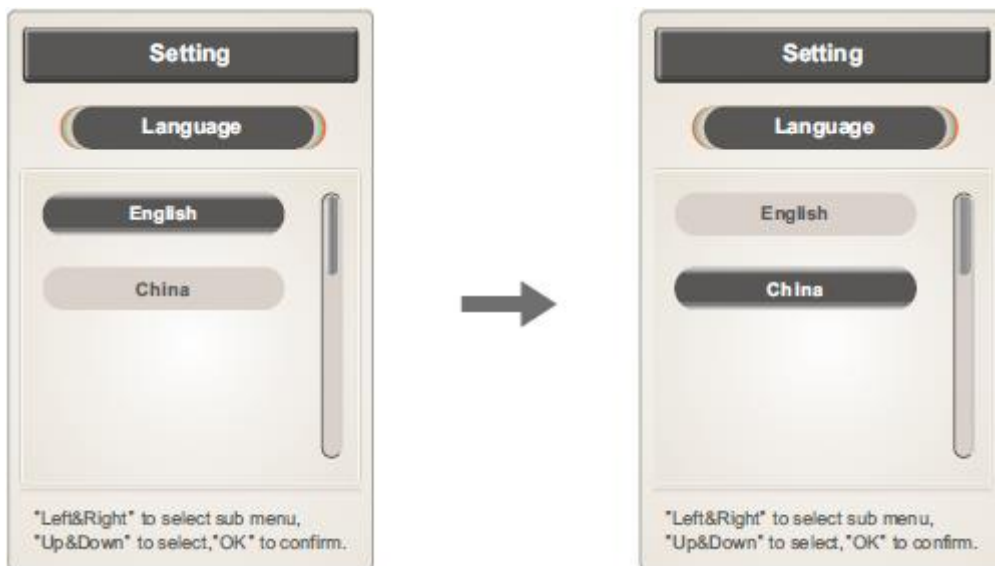 Setting
Language
English
China
"Left&Right" to select sub menu,
"Up&Down" to select,"OK" to confirm.
Setting
Language
English
China
"Left&Right" to select sub menu,
"Up&Down" to select,"OK" to confirm.